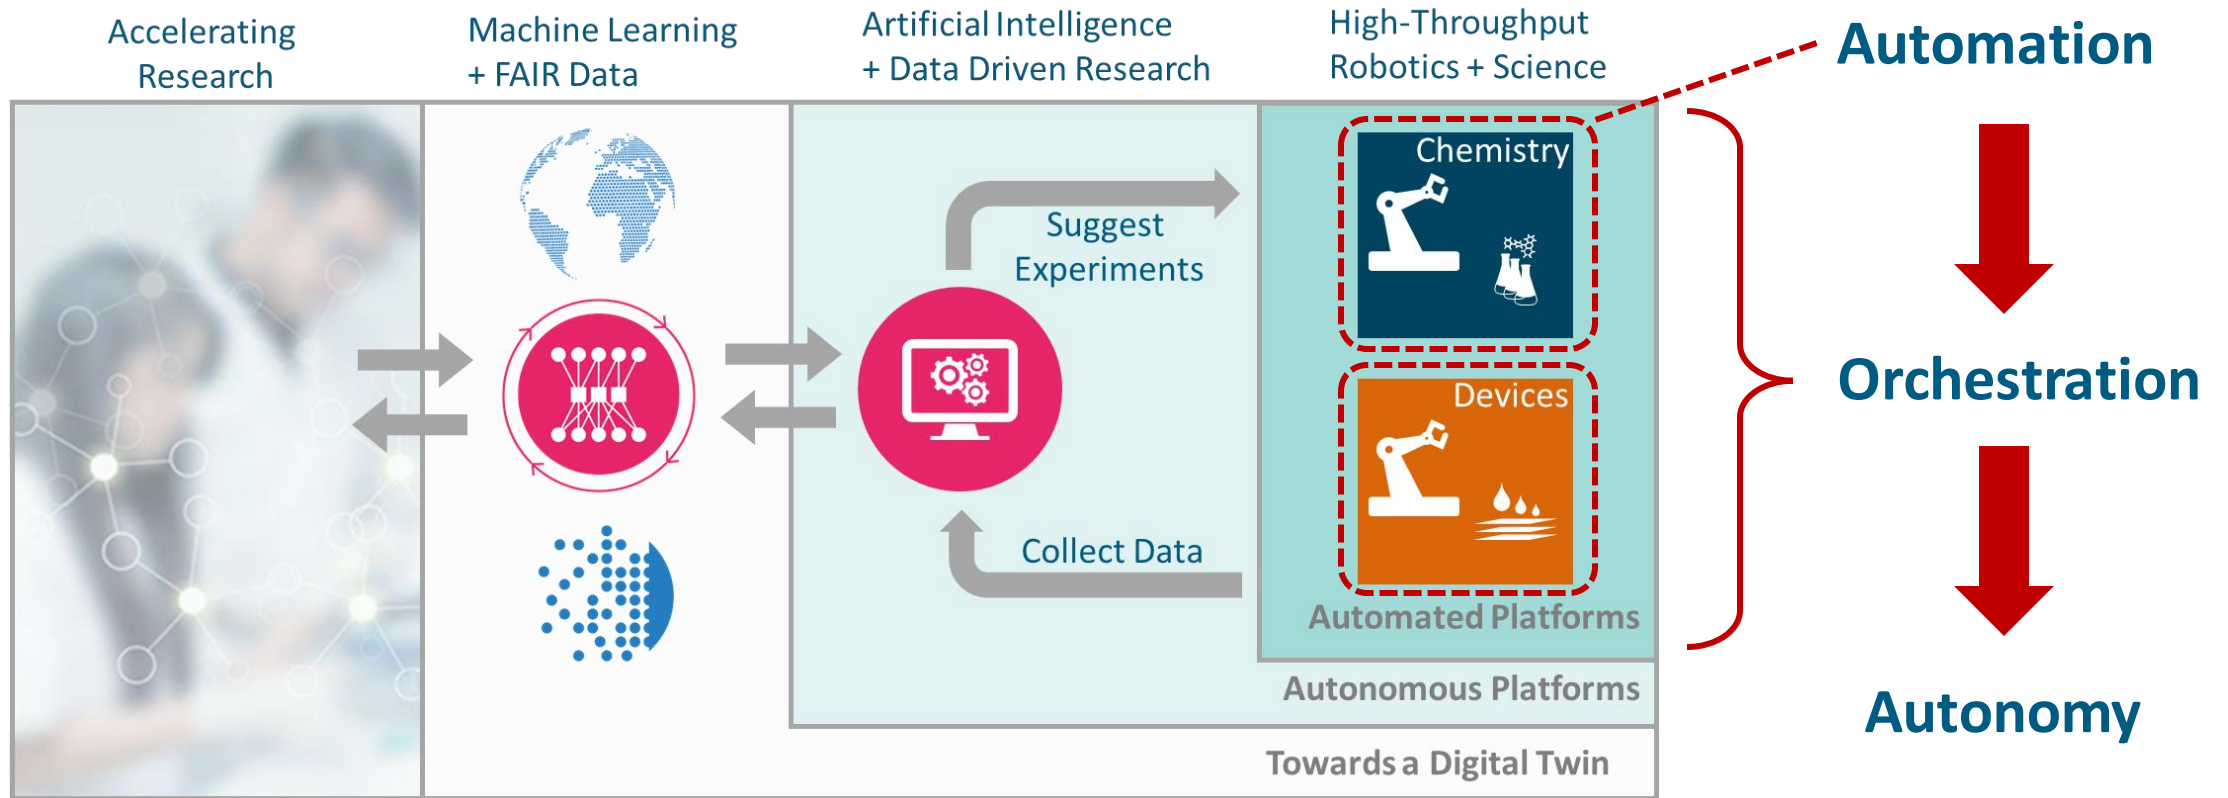 Accelerating
Research
Machine Learning
+ FAIR Data
Artificial Intelligence
+ Data Driven Research
High-Throughput
Robotics + Science
Automation
Chemistry
Suggest
Experiments
Orchestration
Devices
Collect Data
Automated Platforms
Autonomous Platforms
Autonomy
Towards a Digital Twin